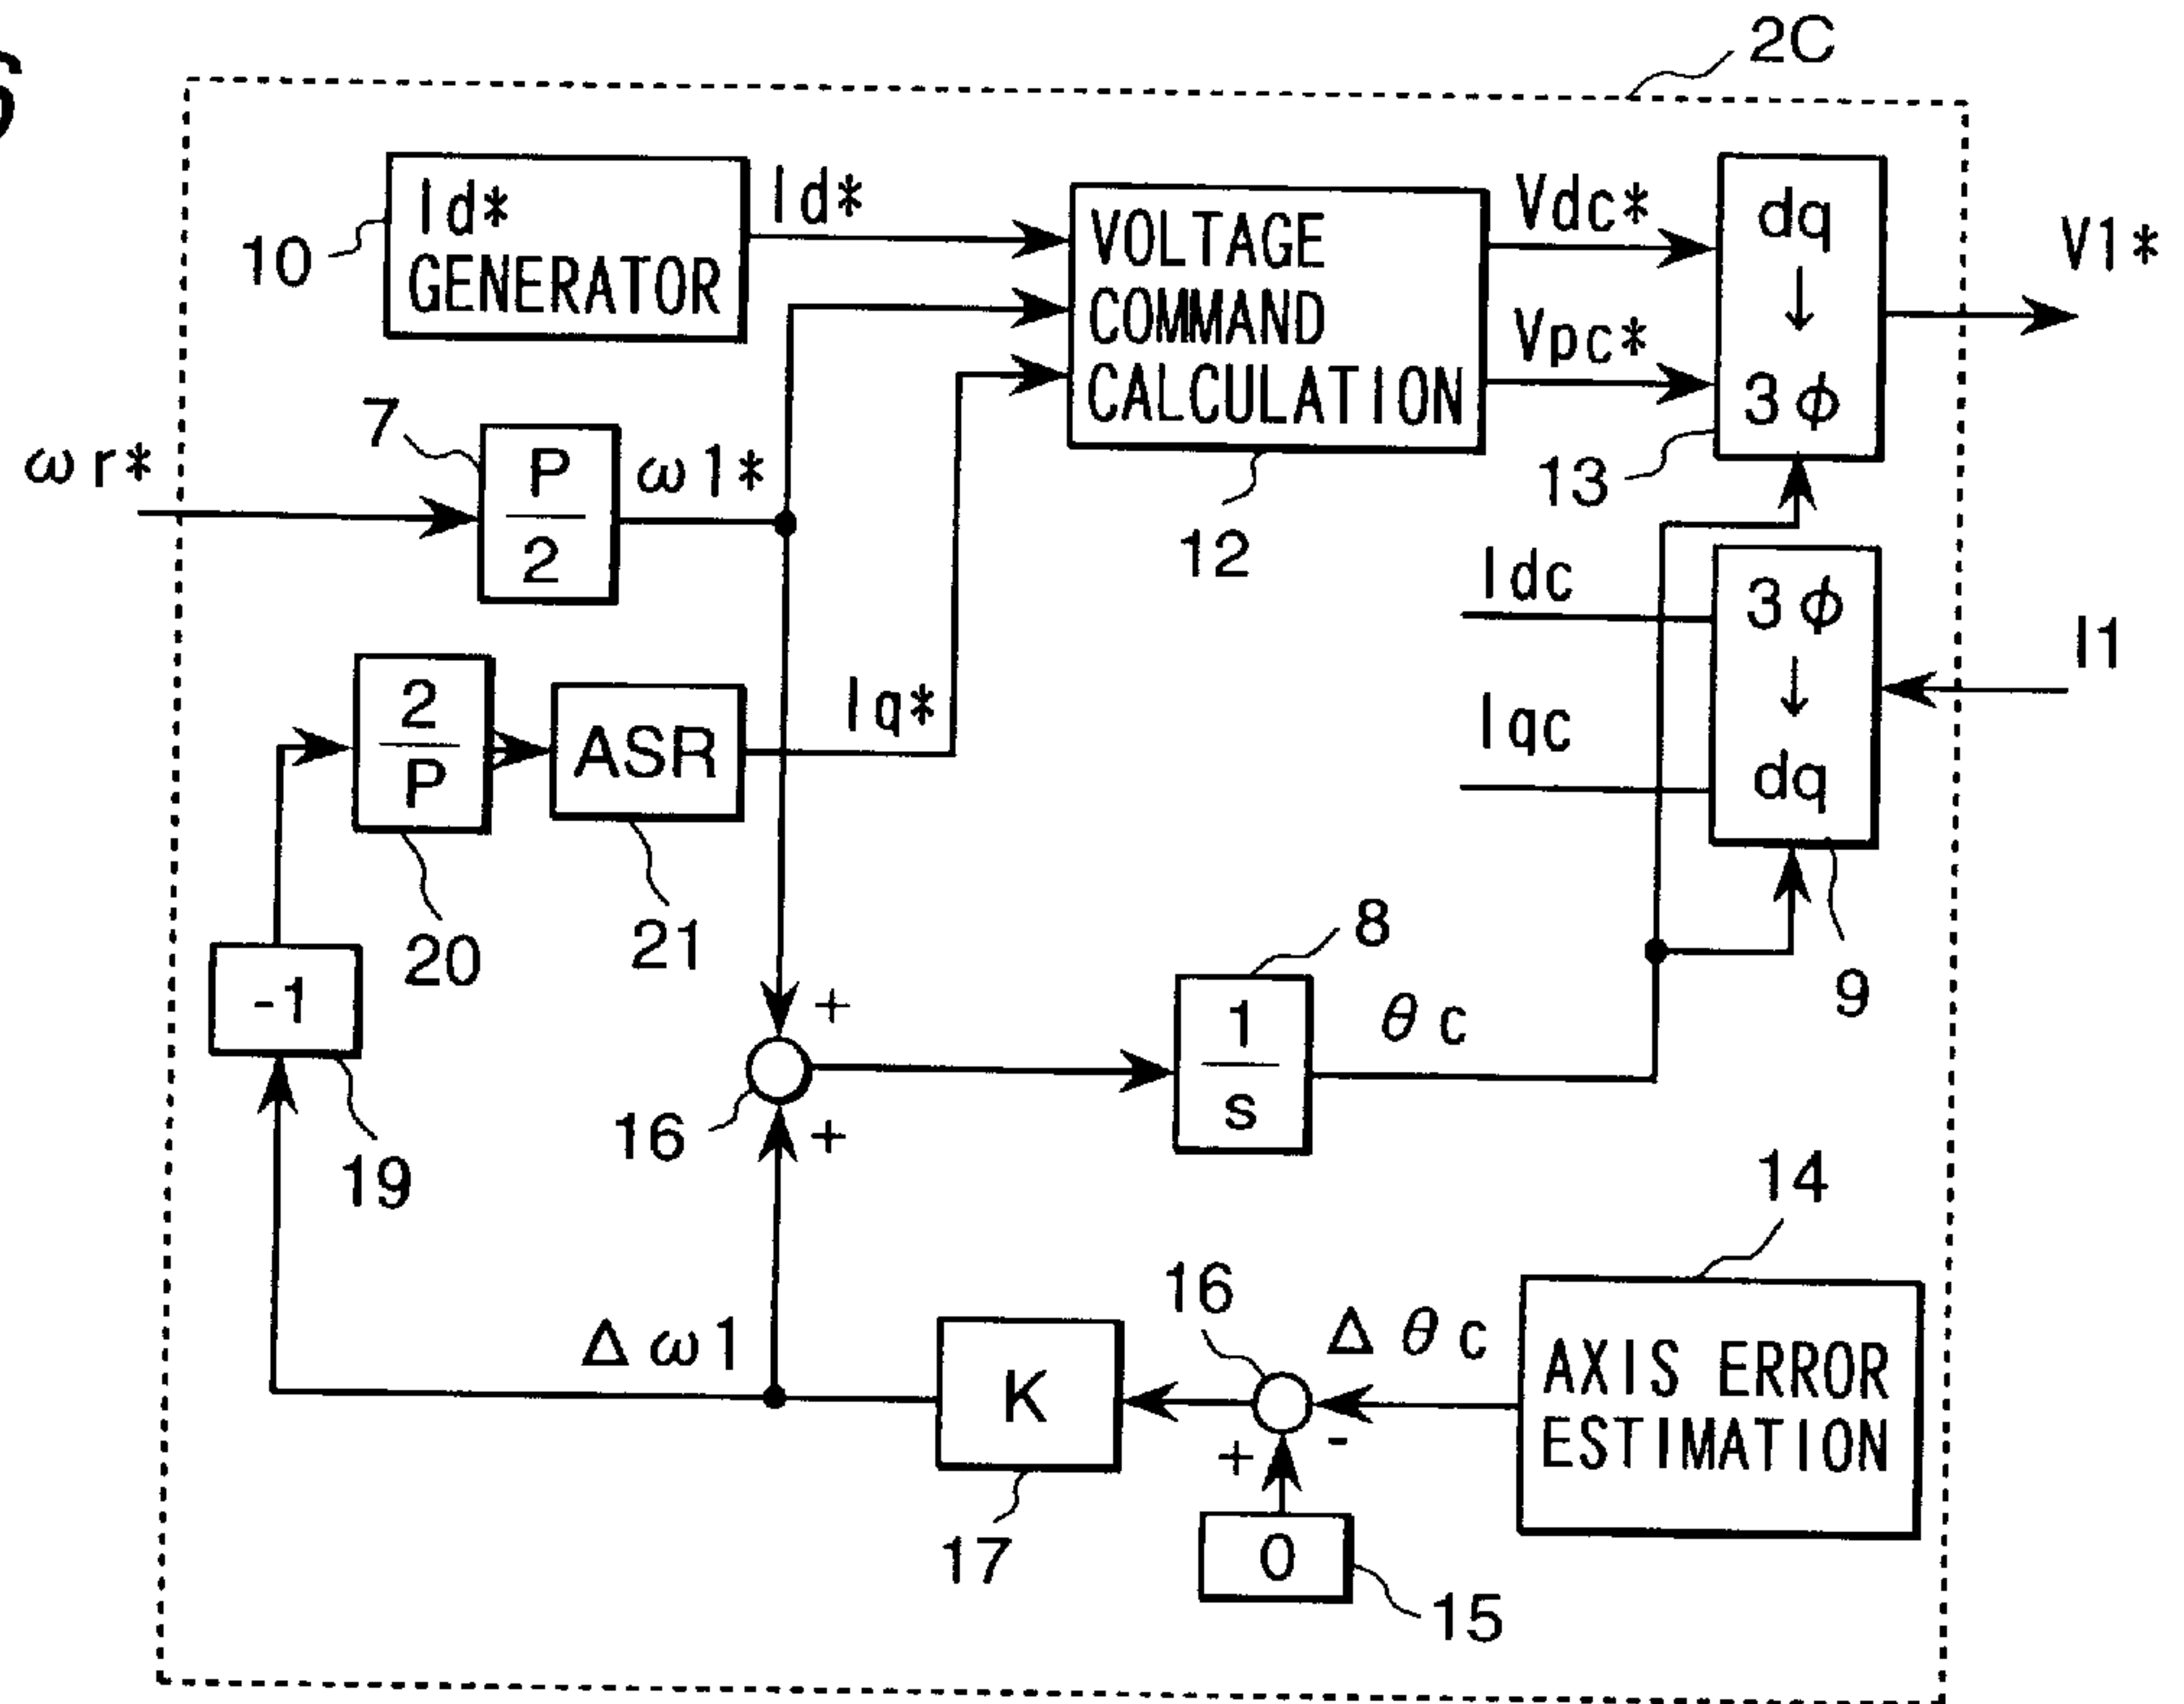 2C
Id*
GENERATOR
10
Id*
VOLTAGE
COMMAND
CALCULATION
12
Vdc*
Vpc*
dq
↓
3φ
13
V1*
ωr*
7
P
2
ω1*
Idc
Iqc
3φ
↓
dq
9
I1
2
P
20
ASR
21
Iq*
-1
19
+
16
+
8
1
s
θc
14
AXIS ERROR
ESTIMATION
Δθc
16
+
-
0
15
K
17
Δω1